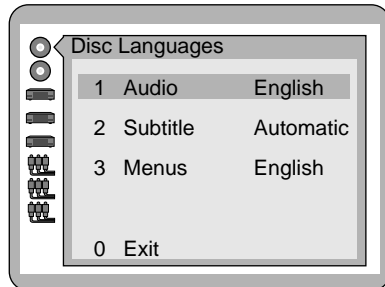 Disc Languages
1 Audio English
2 Subtitle Automatic
3 Menus English
0 Exit